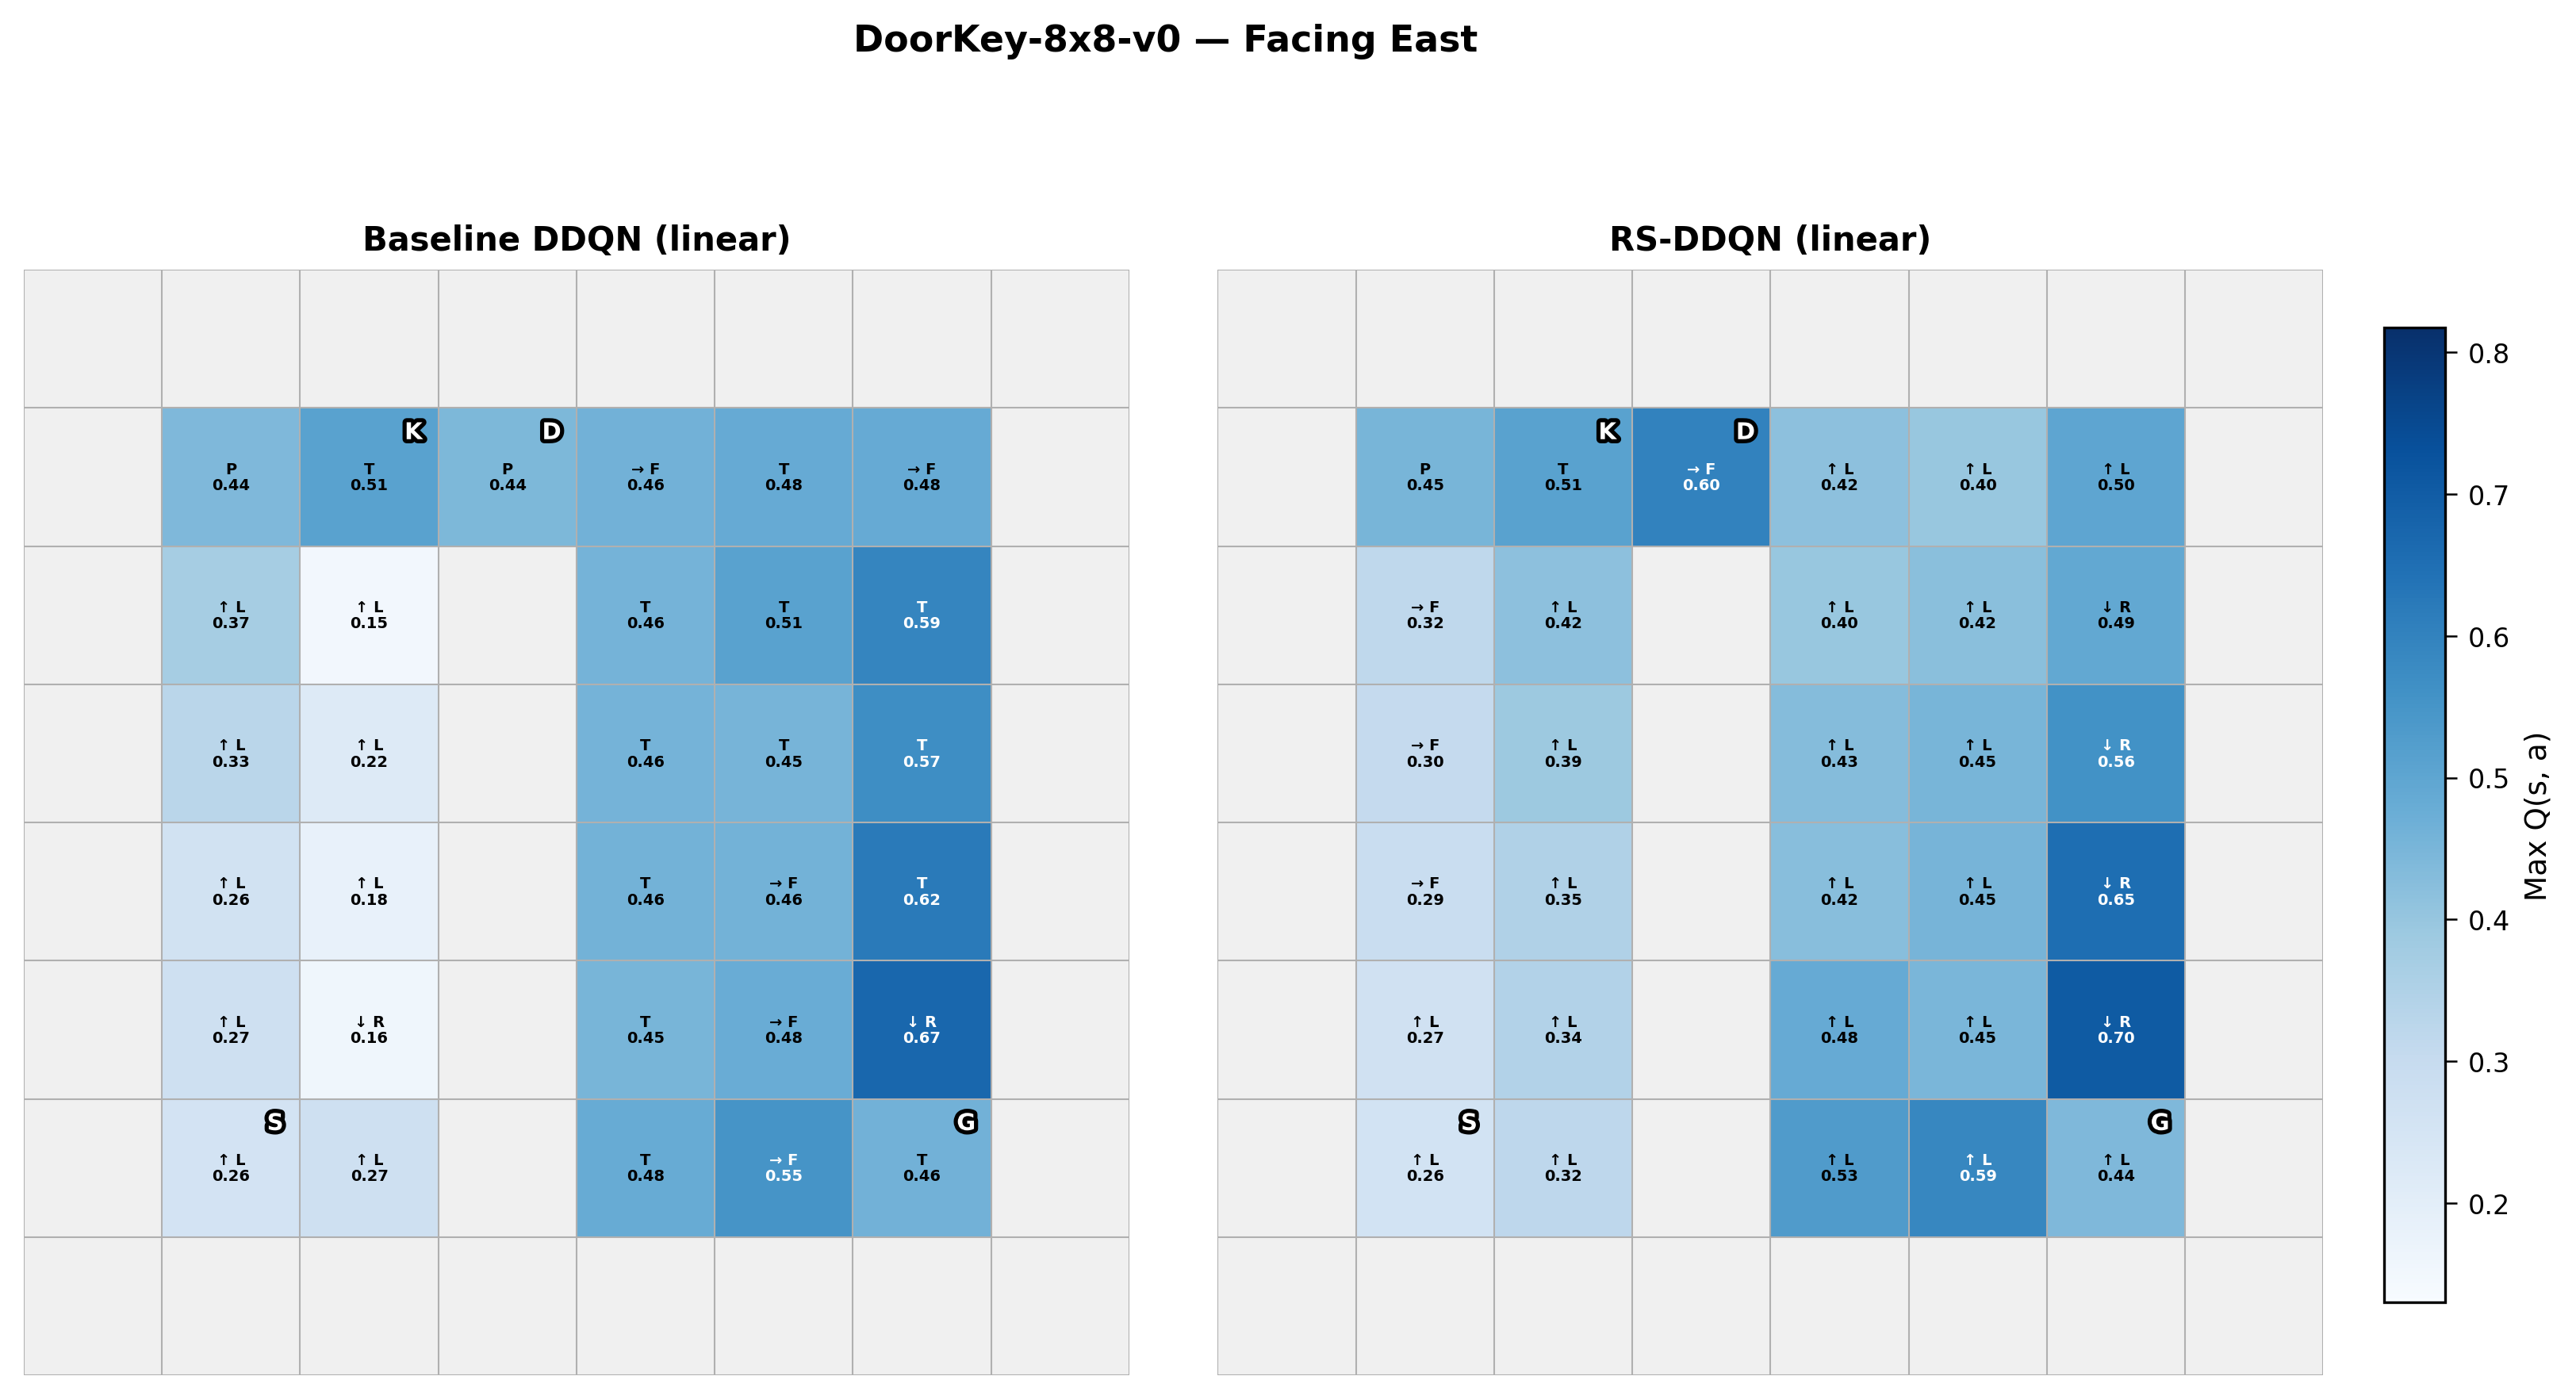 DoorKey-8x8-v0 — Facing East
Baseline DDQN (linear)
K
D
P
T
P
→ F
T
→ F
0.44
0.51
0.44
0.46
0.48
0.48
↑ L
↑ L
T
T
T
0.37
0.15
0.46
0.51
0.59
↑ L
↑ L
T
T
T
0.33
0.22
0.46
0.45
0.57
↑ L
↑ L
T
→ F
T
0.26
0.18
0.46
0.46
0.62
↑ L
↓ R
T
→ F
↓ R
0.27
0.16
0.45
0.48
0.67
S
G
↑ L
↑ L
T
→ F
T
0.26
0.27
0.48
0.55
0.46
RS-DDQN (linear)
K
D
P
T
→ F
↑ L
↑ L
↑ L
0.45
0.51
0.60
0.42
0.40
0.50
→ F
↑ L
↑ L
↑ L
↓ R
0.32
0.42
0.40
0.42
0.49
→ F
↑ L
↑ L
↑ L
↓ R
0.30
0.39
0.43
0.45
0.56
→ F
↑ L
↑ L
↑ L
↓ R
0.29
0.35
0.42
0.45
0.65
↑ L
↑ L
↑ L
↑ L
↓ R
0.27
0.34
0.48
0.45
0.70
S
G
↑ L
↑ L
↑ L
↑ L
↑ L
0.26
0.32
0.53
0.59
0.44
0.8
0.7
0.6
0.5
0.4
0.3
0.2
Max Q(s, a)